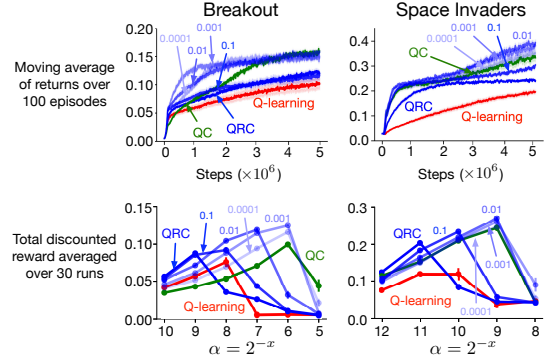 Breakout
Space Invaders
Moving average
of returns over
100 episodes
0.20
0.15
0.10
0.05
0.00
0.0001
0.001
0.01
0.1
QC
QRC
Q-learning
0 1 2 3 4 5
Steps (×10⁶)
0.4
0.3
0.2
0.1
0.0
0.001
0.0001
0.01
0.1
QC
QRC
Q-learning
0 1 2 3 4 5
Steps (×10⁶)
Total discounted
reward averaged
over 30 runs
0.15
0.10
0.05
0.00
QRC
0.1
0.0001
0.001
0.01
QC
Q-learning
10 9 8 7 6 5
α = 2⁻ˣ
0.3
0.2
0.1
0.0
QRC
0.1
0.01
0.001
0.0001
Q-learning
12 11 10 9 8
α = 2⁻ˣ